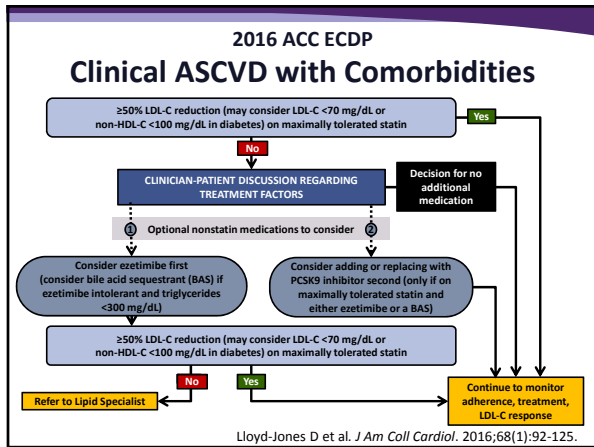 2016 ACC ECDP
Clinical ASCVD with Comorbidities
≥50% LDL-C reduction (may consider LDL-C <70 mg/dL or
non-HDL-C <100 mg/dL in diabetes) on maximally tolerated statin
Yes
No
CLINICIAN-PATIENT DISCUSSION REGARDING
TREATMENT FACTORS
Decision for no
additional
medication
1 Optional nonstatin medications to consider 2
Consider ezetimibe first
(consider bile acid sequestrant (BAS) if
ezetimibe intolerant and triglycerides
<300 mg/dL)
Consider adding or replacing with
PCSK9 inhibitor second (only if on
maximally tolerated statin and
either ezetimibe or a BAS)
≥50% LDL-C reduction (may consider LDL-C <70 mg/dL or
non-HDL-C <100 mg/dL in diabetes) on maximally tolerated statin
No
Yes
Refer to Lipid Specialist
Continue to monitor
adherence, treatment,
LDL-C response
Lloyd-Jones D et al. J Am Coll Cardiol. 2016;68(1):92-125.